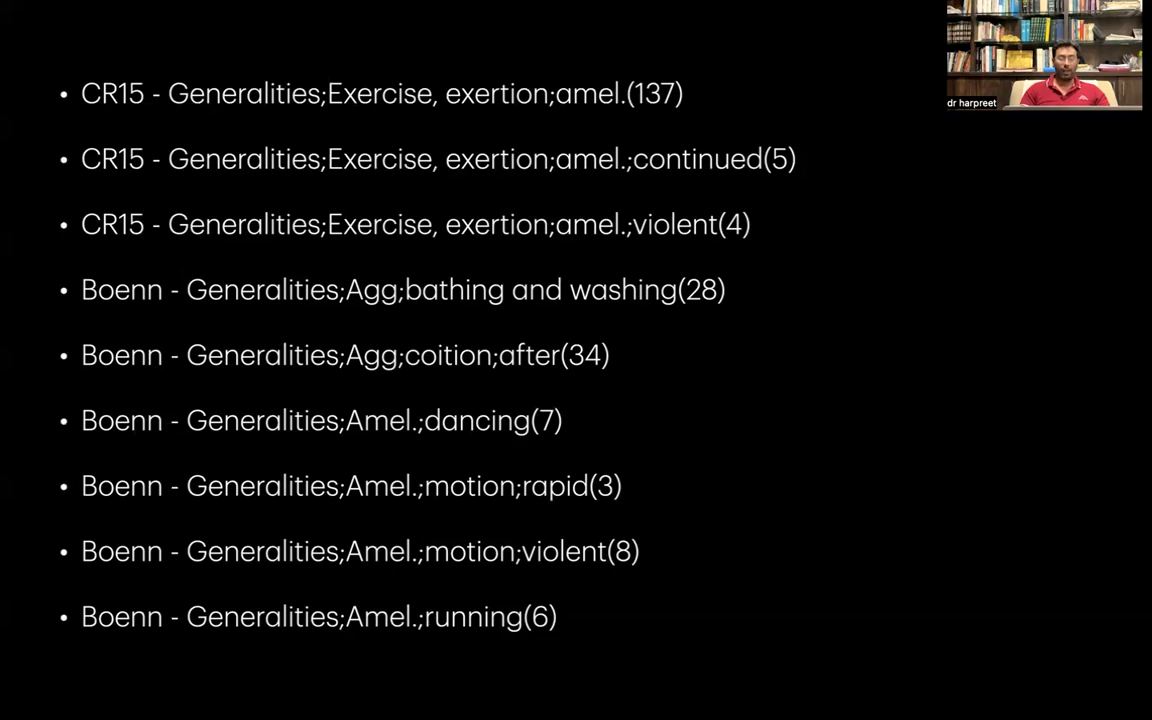 • CR15 - Generalities;Exercise, exertion;amel.(137)
• CR15 - Generalities;Exercise, exertion;amel.;continued(5)
• CR15 - Generalities;Exercise, exertion;amel.;violent(4)
• Boenn - Generalities;Agg;bathing and washing(28)
• Boenn - Generalities;Agg;coition;after(34)
• Boenn - Generalities;Amel.;dancing(7)
• Boenn - Generalities;Amel.;motion;rapid(3)
• Boenn - Generalities;Amel.;motion;violent(8)
• Boenn - Generalities;Amel.;running(6)
dr harpreet